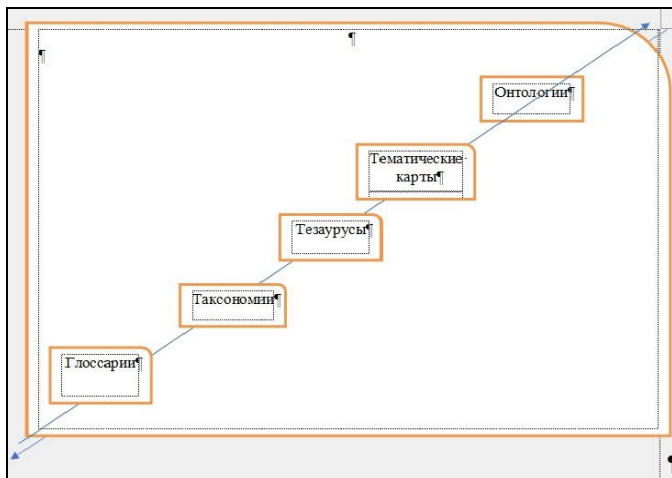 Онтологии
Тематические
карты
Тезаурусы
Таксономии
Глоссарии